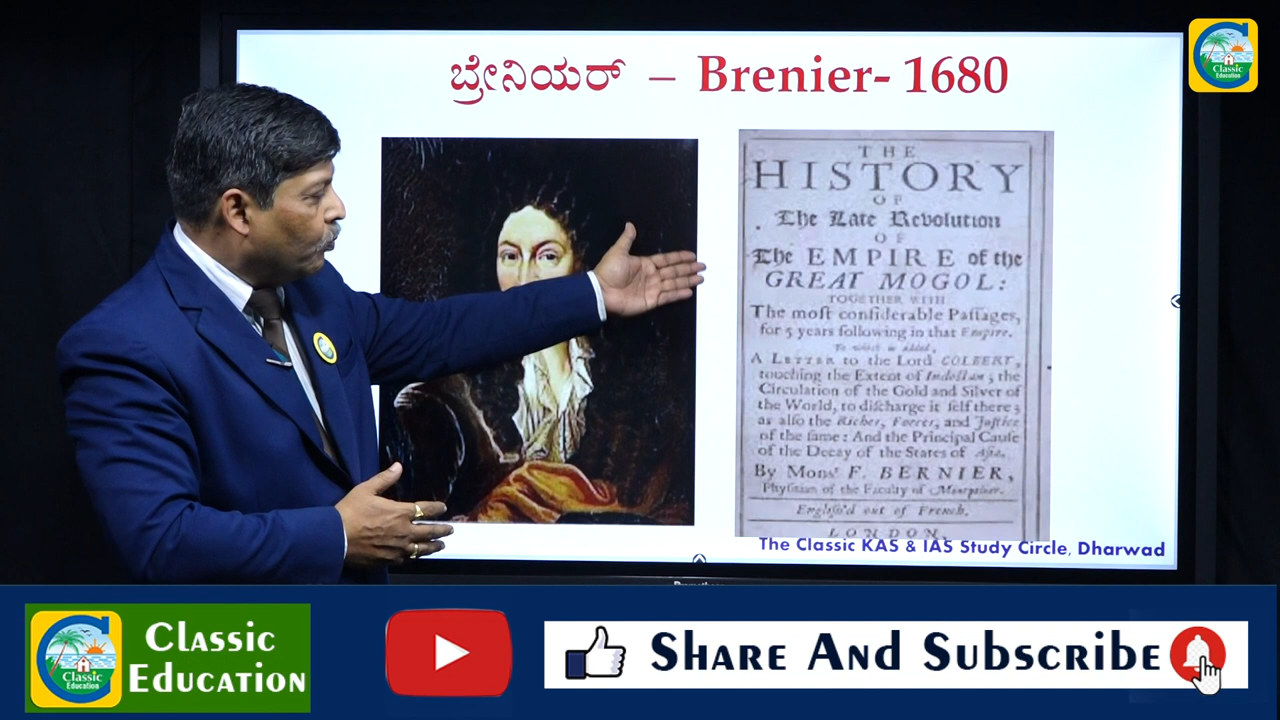 ಬ್ರೇನಿಯರ್ – Brenier- 1680
Classic
Education
THE
HISTORY
OF
The Late Revolution
OF
The EMPIRE of the
GREAT MOGOL:
TOGETHER WITH
The most considerable Passages,
for 5 years following in that Empire.
To which is added,
A LETTER to the Lord COLBERT,
touching the Extent of Indostan; the
Circulation of the Gold and Silver of
the World, to discharge it self there;
as also the Riches, Forces, and Justice
of the same: And the Principal Cause
of the Decay of the States of Asia.
By Monsr F. BERNIER,
Physitian of the Faculty of Montpelier.
English'd out of French.
LONDON,
The Classic KAS & IAS Study Circle, Dharwad
Classic
Education
Classic
Education
Share And Subscribe